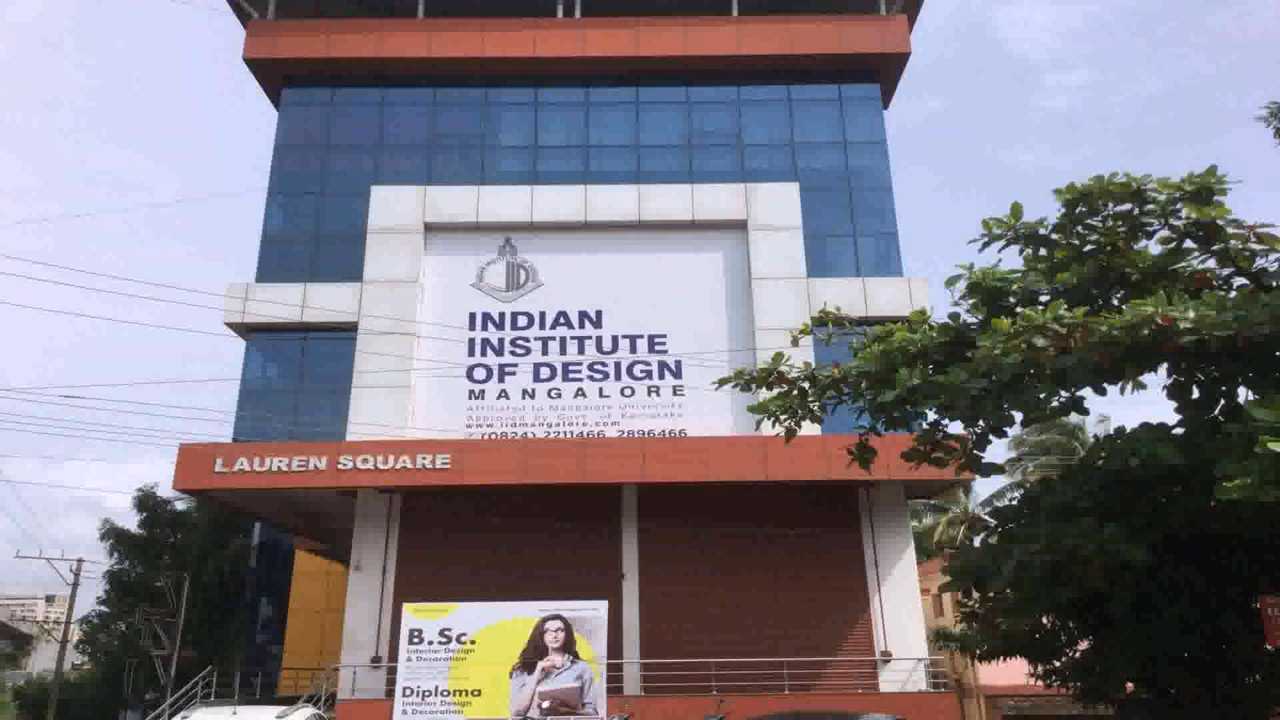 INDIAN
INSTITUTE
OF DESIGN
MANGALORE
Affiliated to Mangalore University
Approved by Govt. of Karnataka
www.iidmangalore.com
(0824) 2211466, 2896466
LAUREN SQUARE
B.Sc.
Interior Design
& Decoration
Diploma
Interior Design
& Decoration